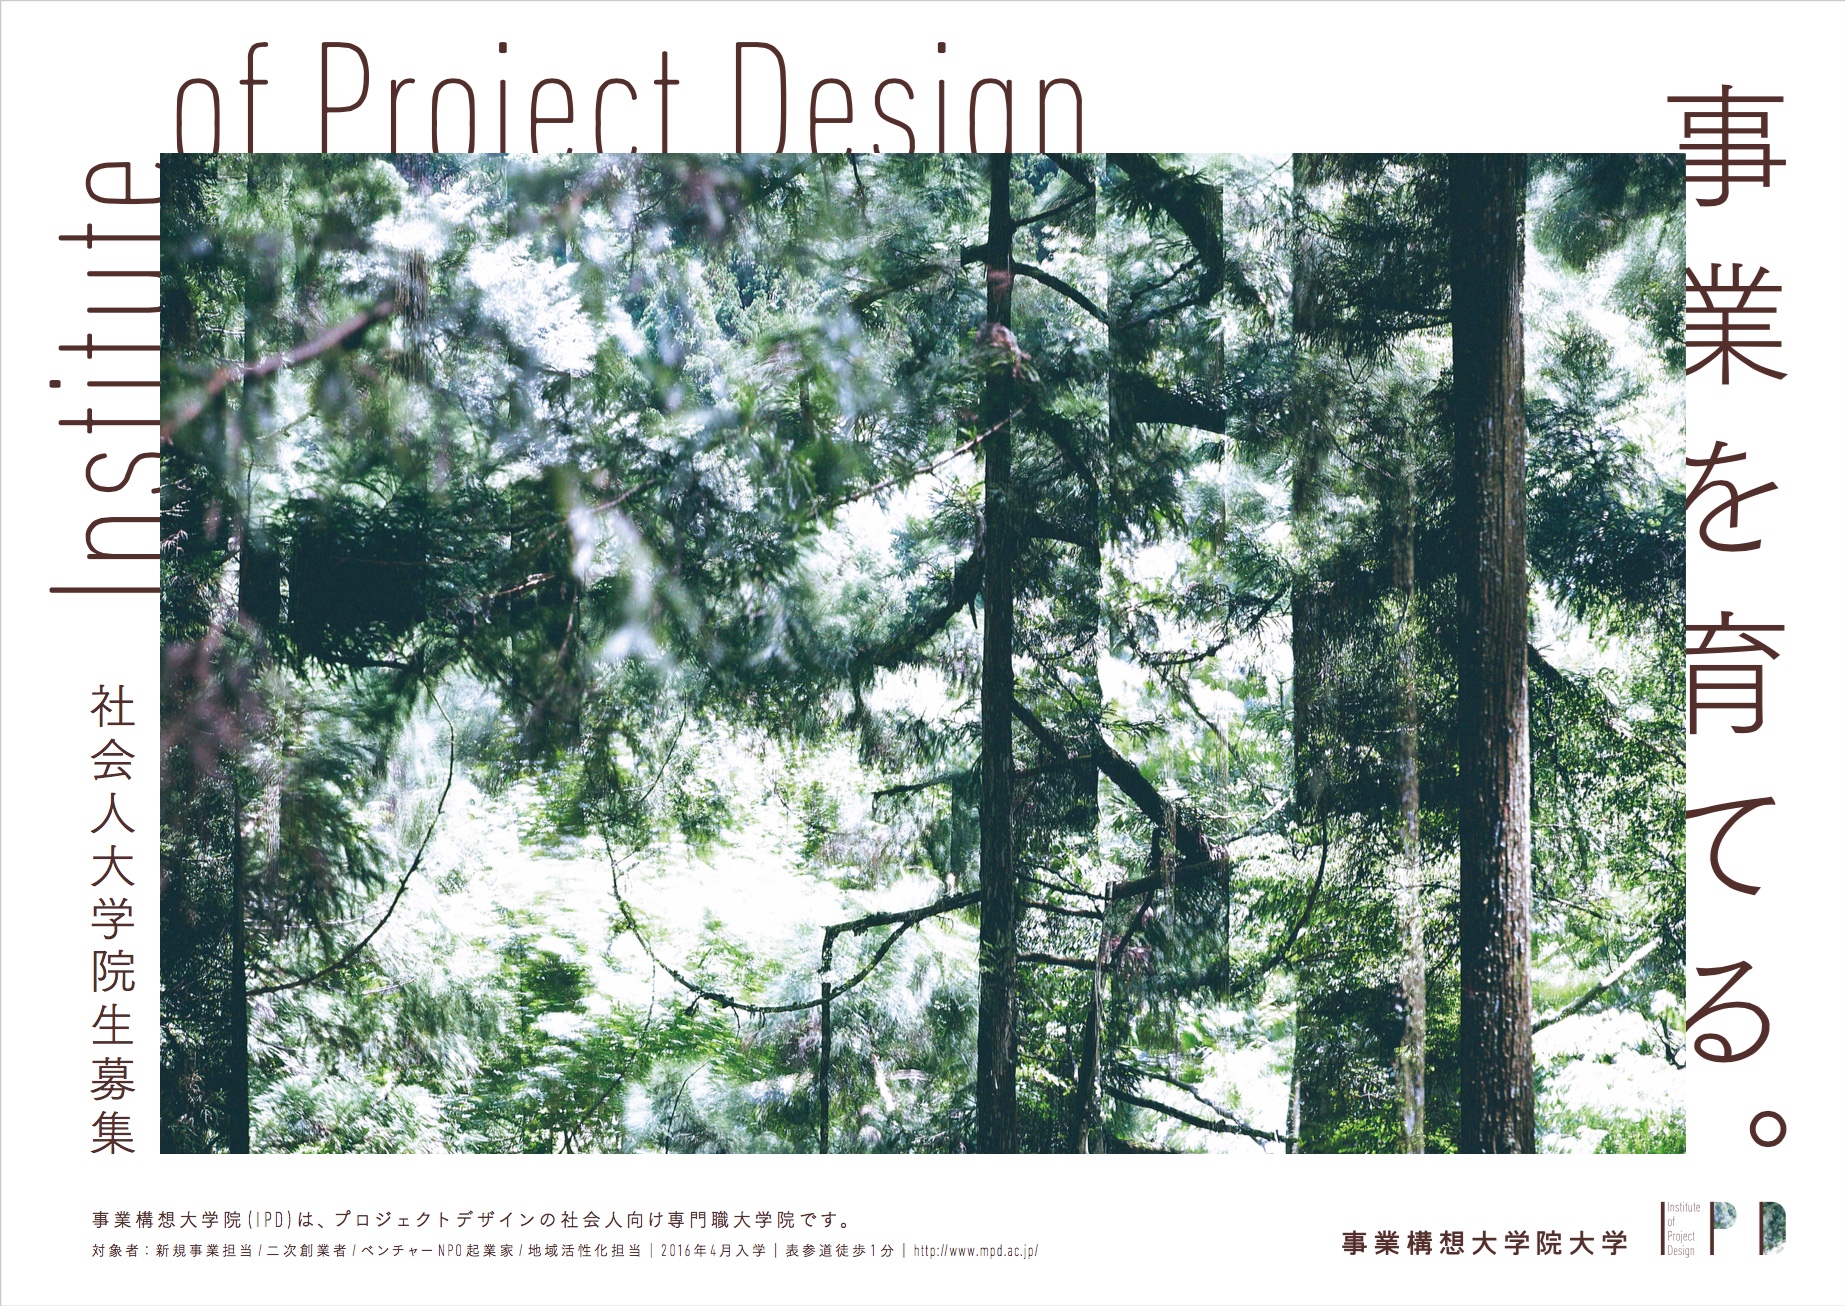 Institute
of Project Design
事業を育てる。
社会人大学院生募集
事業構想大学院(IPD)は、プロジェクトデザインの社会人向け専門職大学院です。
対象者：新規事業担当/二次創業者/ベンチャーNPO起業家/地域活性化担当｜2016年4月入学｜表参道徒歩1分｜http://www.mpd.ac.jp/
事業構想大学院大学
Institute
of
Project
Design
IPD